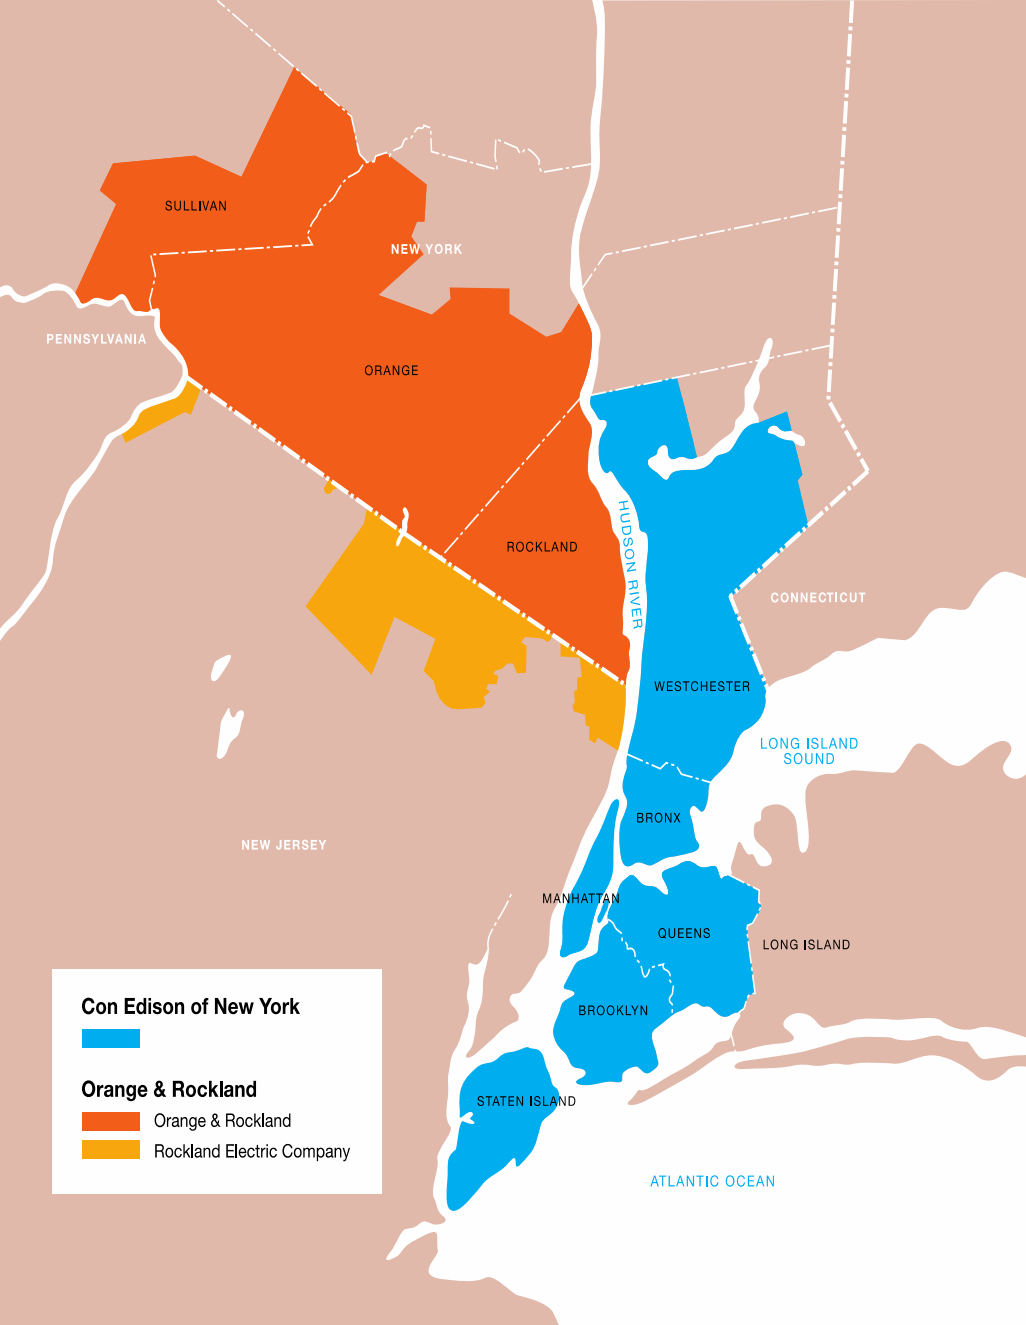 SULLIVAN
NEW YORK
PENNSYLVANIA
ORANGE
HUDSON RIVER
ROCKLAND
CONNECTICUT
WESTCHESTER
LONG ISLAND
SOUND
BRONX
NEW JERSEY
MANHATTAN
QUEENS
LONG ISLAND
BROOKLYN
STATEN ISLAND
ATLANTIC OCEAN
Con Edison of New York
Orange & Rockland
Orange & Rockland
Rockland Electric Company